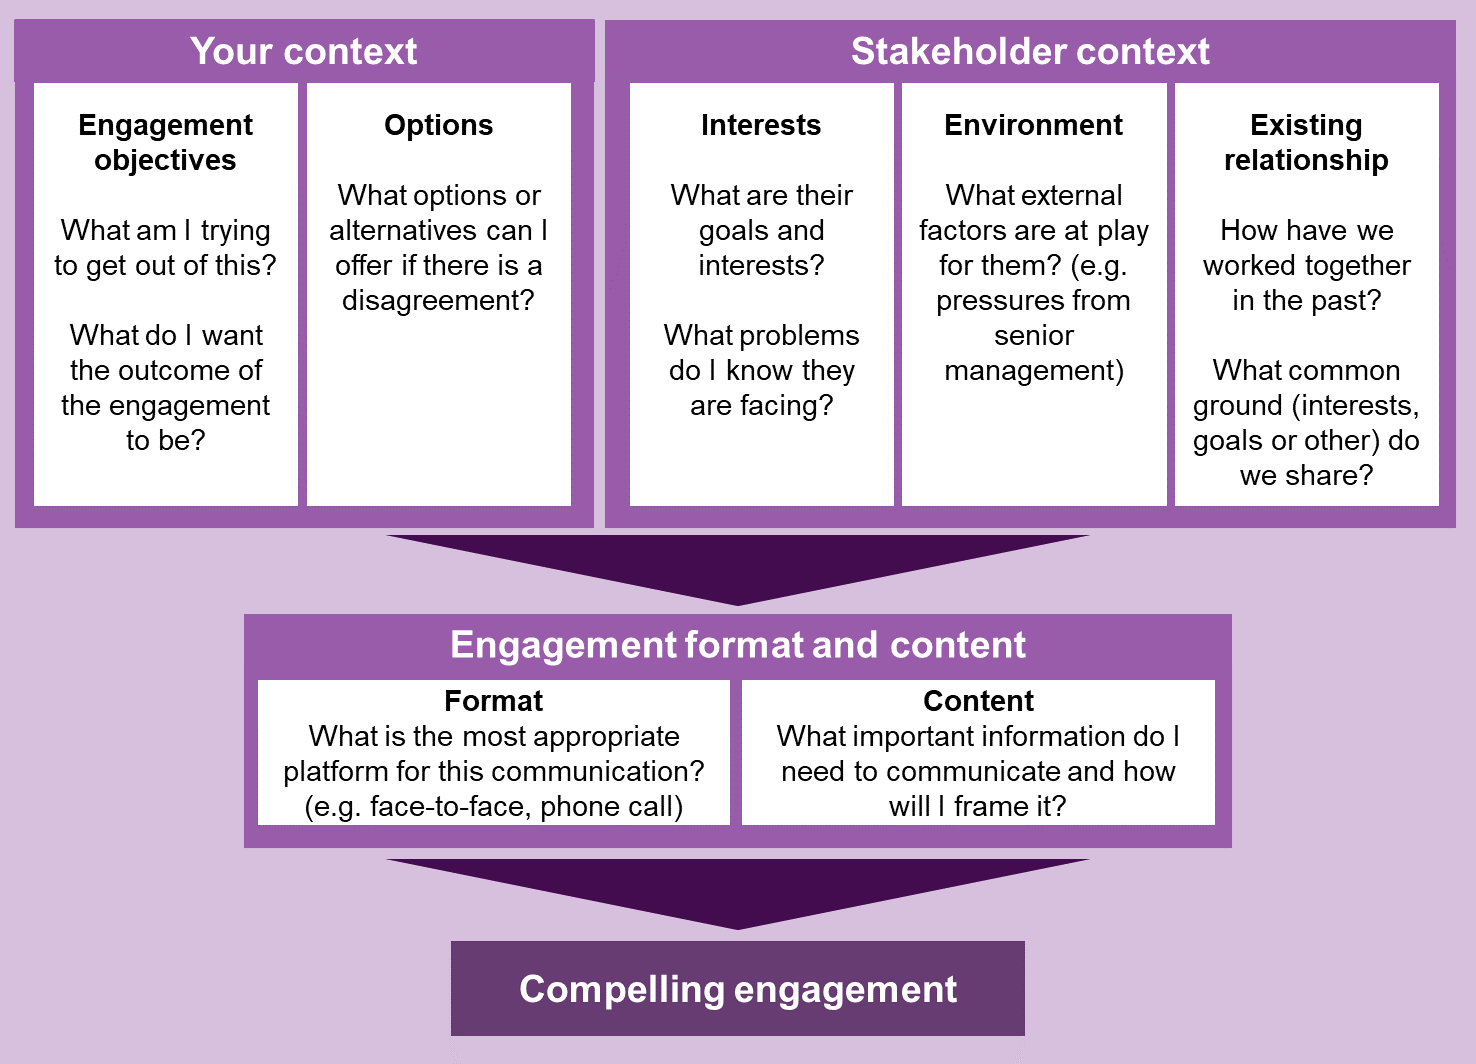 Your context
Engagement
objectives
What am I trying
to get out of this?
What do I want
the outcome of
the engagement
to be?
Options
What options or
alternatives can I
offer if there is a
disagreement?
Stakeholder context
Interests
What are their
goals and
interests?
What problems
do I know they
are facing?
Environment
What external
factors are at play
for them? (e.g.
pressures from
senior
management)
Existing
relationship
How have we
worked together
in the past?
What common
ground (interests,
goals or other) do
we share?
Engagement format and content
Format
What is the most appropriate
platform for this communication?
(e.g. face-to-face, phone call)
Content
What important information do I
need to communicate and how
will I frame it?
Compelling engagement